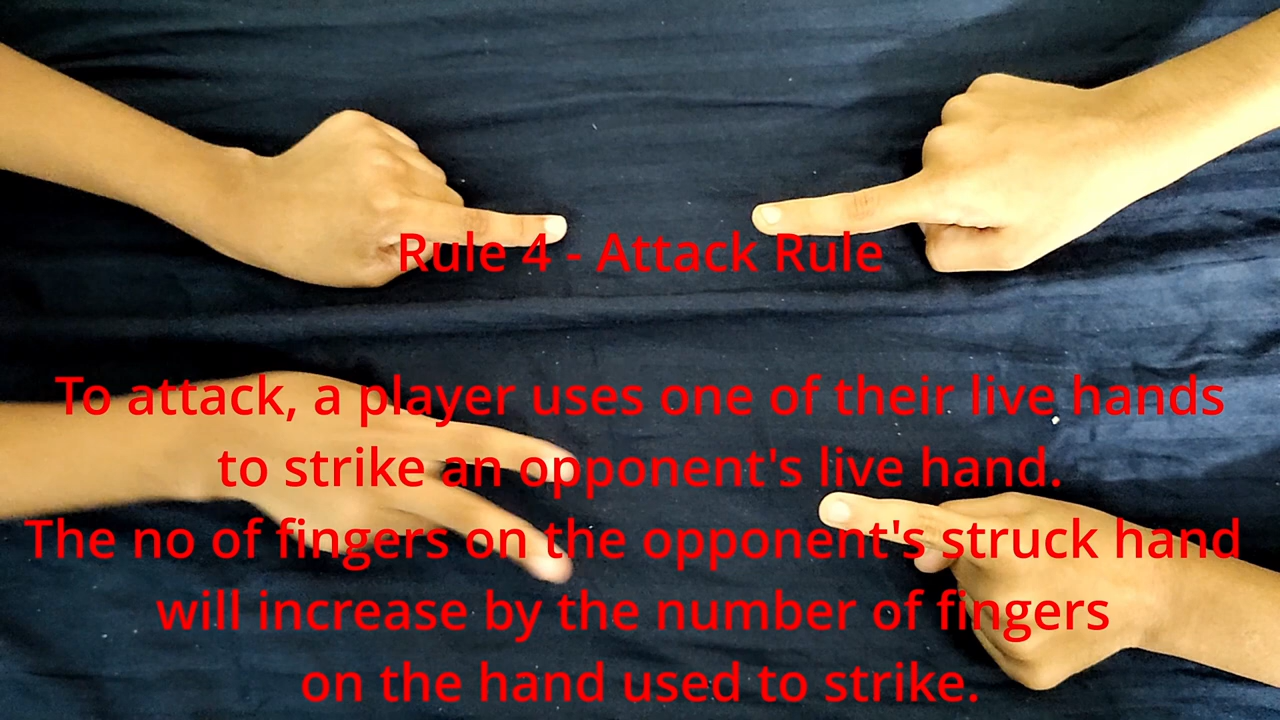 Rule 4 - Attack Rule
To attack, a player uses one of their live hands
to strike an opponent's live hand.
The no of fingers on the opponent's struck hand
will increase by the number of fingers
on the hand used to strike.